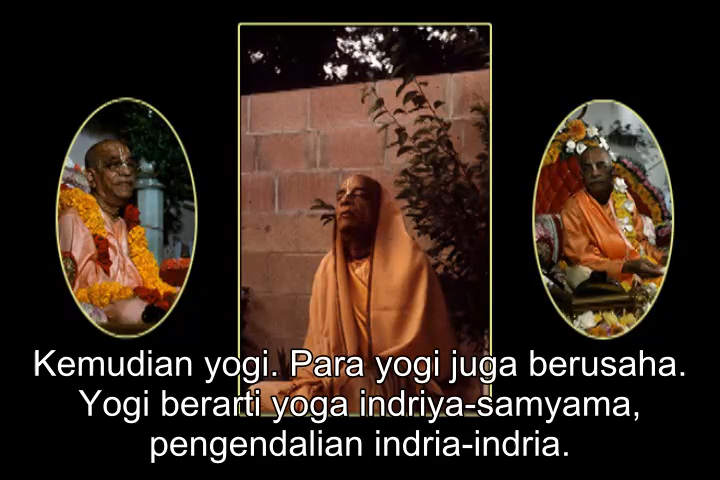 Kemudian yogi. Para yogi juga berusaha.
Yogi berarti yoga indriya-samyama,
pengendalian indria-indria.